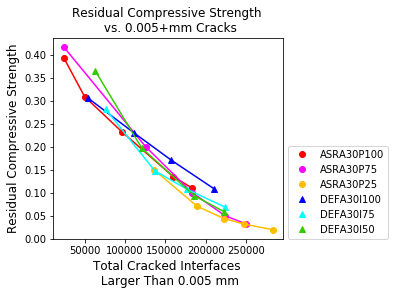 Residual Compressive Strength
vs. 0.005+mm Cracks
Residual Compressive Strength
0.40
0.35
0.30
0.25
0.20
0.15
0.10
0.05
0.00
50000 100000 150000 200000 250000
Total Cracked Interfaces
Larger Than 0.005 mm
ASRA30P100
ASRA30P75
ASRA30P25
DEFA30I100
DEFA30I75
DEFA30I50